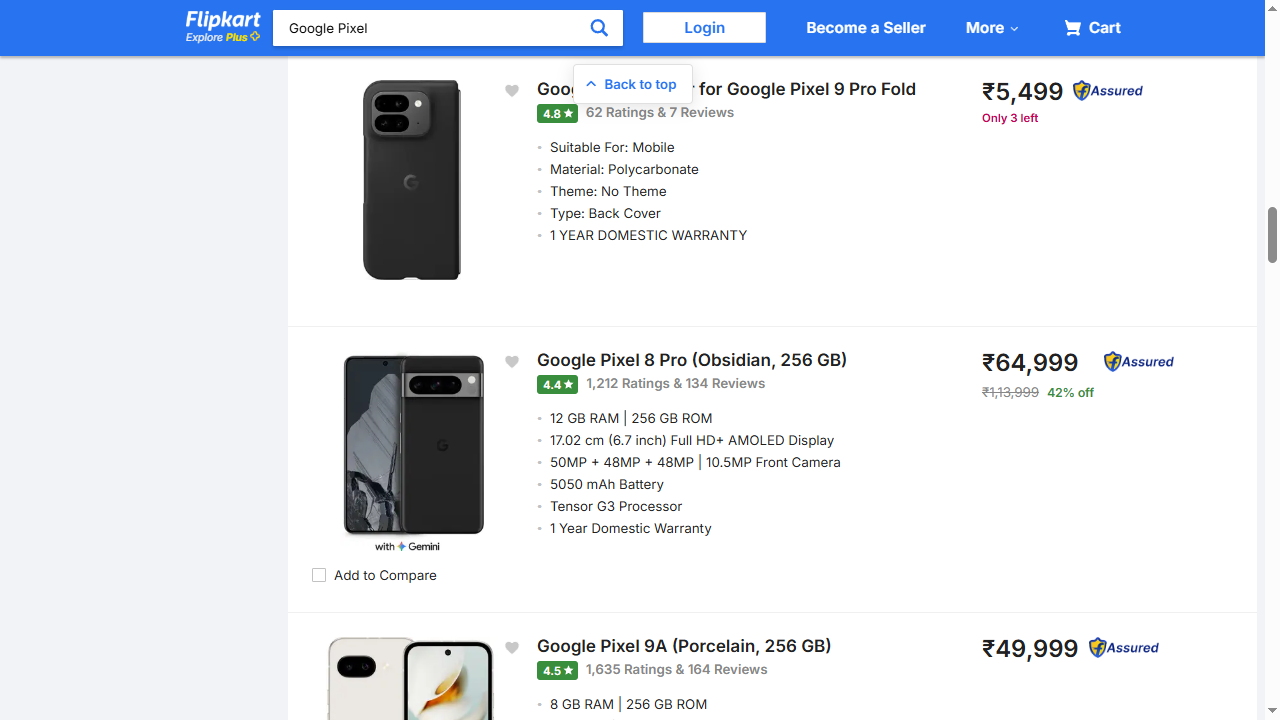 Flipkart
Explore Plus
Google Pixel
Login
Become a Seller
More
Cart
Back to top
for Google Pixel 9 Pro Fold
4.8 ★ 62 Ratings & 7 Reviews
Suitable For: Mobile
Material: Polycarbonate
Theme: No Theme
Type: Back Cover
1 YEAR DOMESTIC WARRANTY
₹5,499 Assured
Only 3 left
Google Pixel 8 Pro (Obsidian, 256 GB)
4.4 ★ 1,212 Ratings & 134 Reviews
12 GB RAM | 256 GB ROM
17.02 cm (6.7 inch) Full HD+ AMOLED Display
50MP + 48MP + 48MP | 10.5MP Front Camera
5050 mAh Battery
Tensor G3 Processor
1 Year Domestic Warranty
₹64,999 Assured
₹1,13,999 42% off
with Gemini
Add to Compare
Google Pixel 9A (Porcelain, 256 GB)
4.5 ★ 1,635 Ratings & 164 Reviews
8 GB RAM | 256 GB ROM
₹49,999 Assured